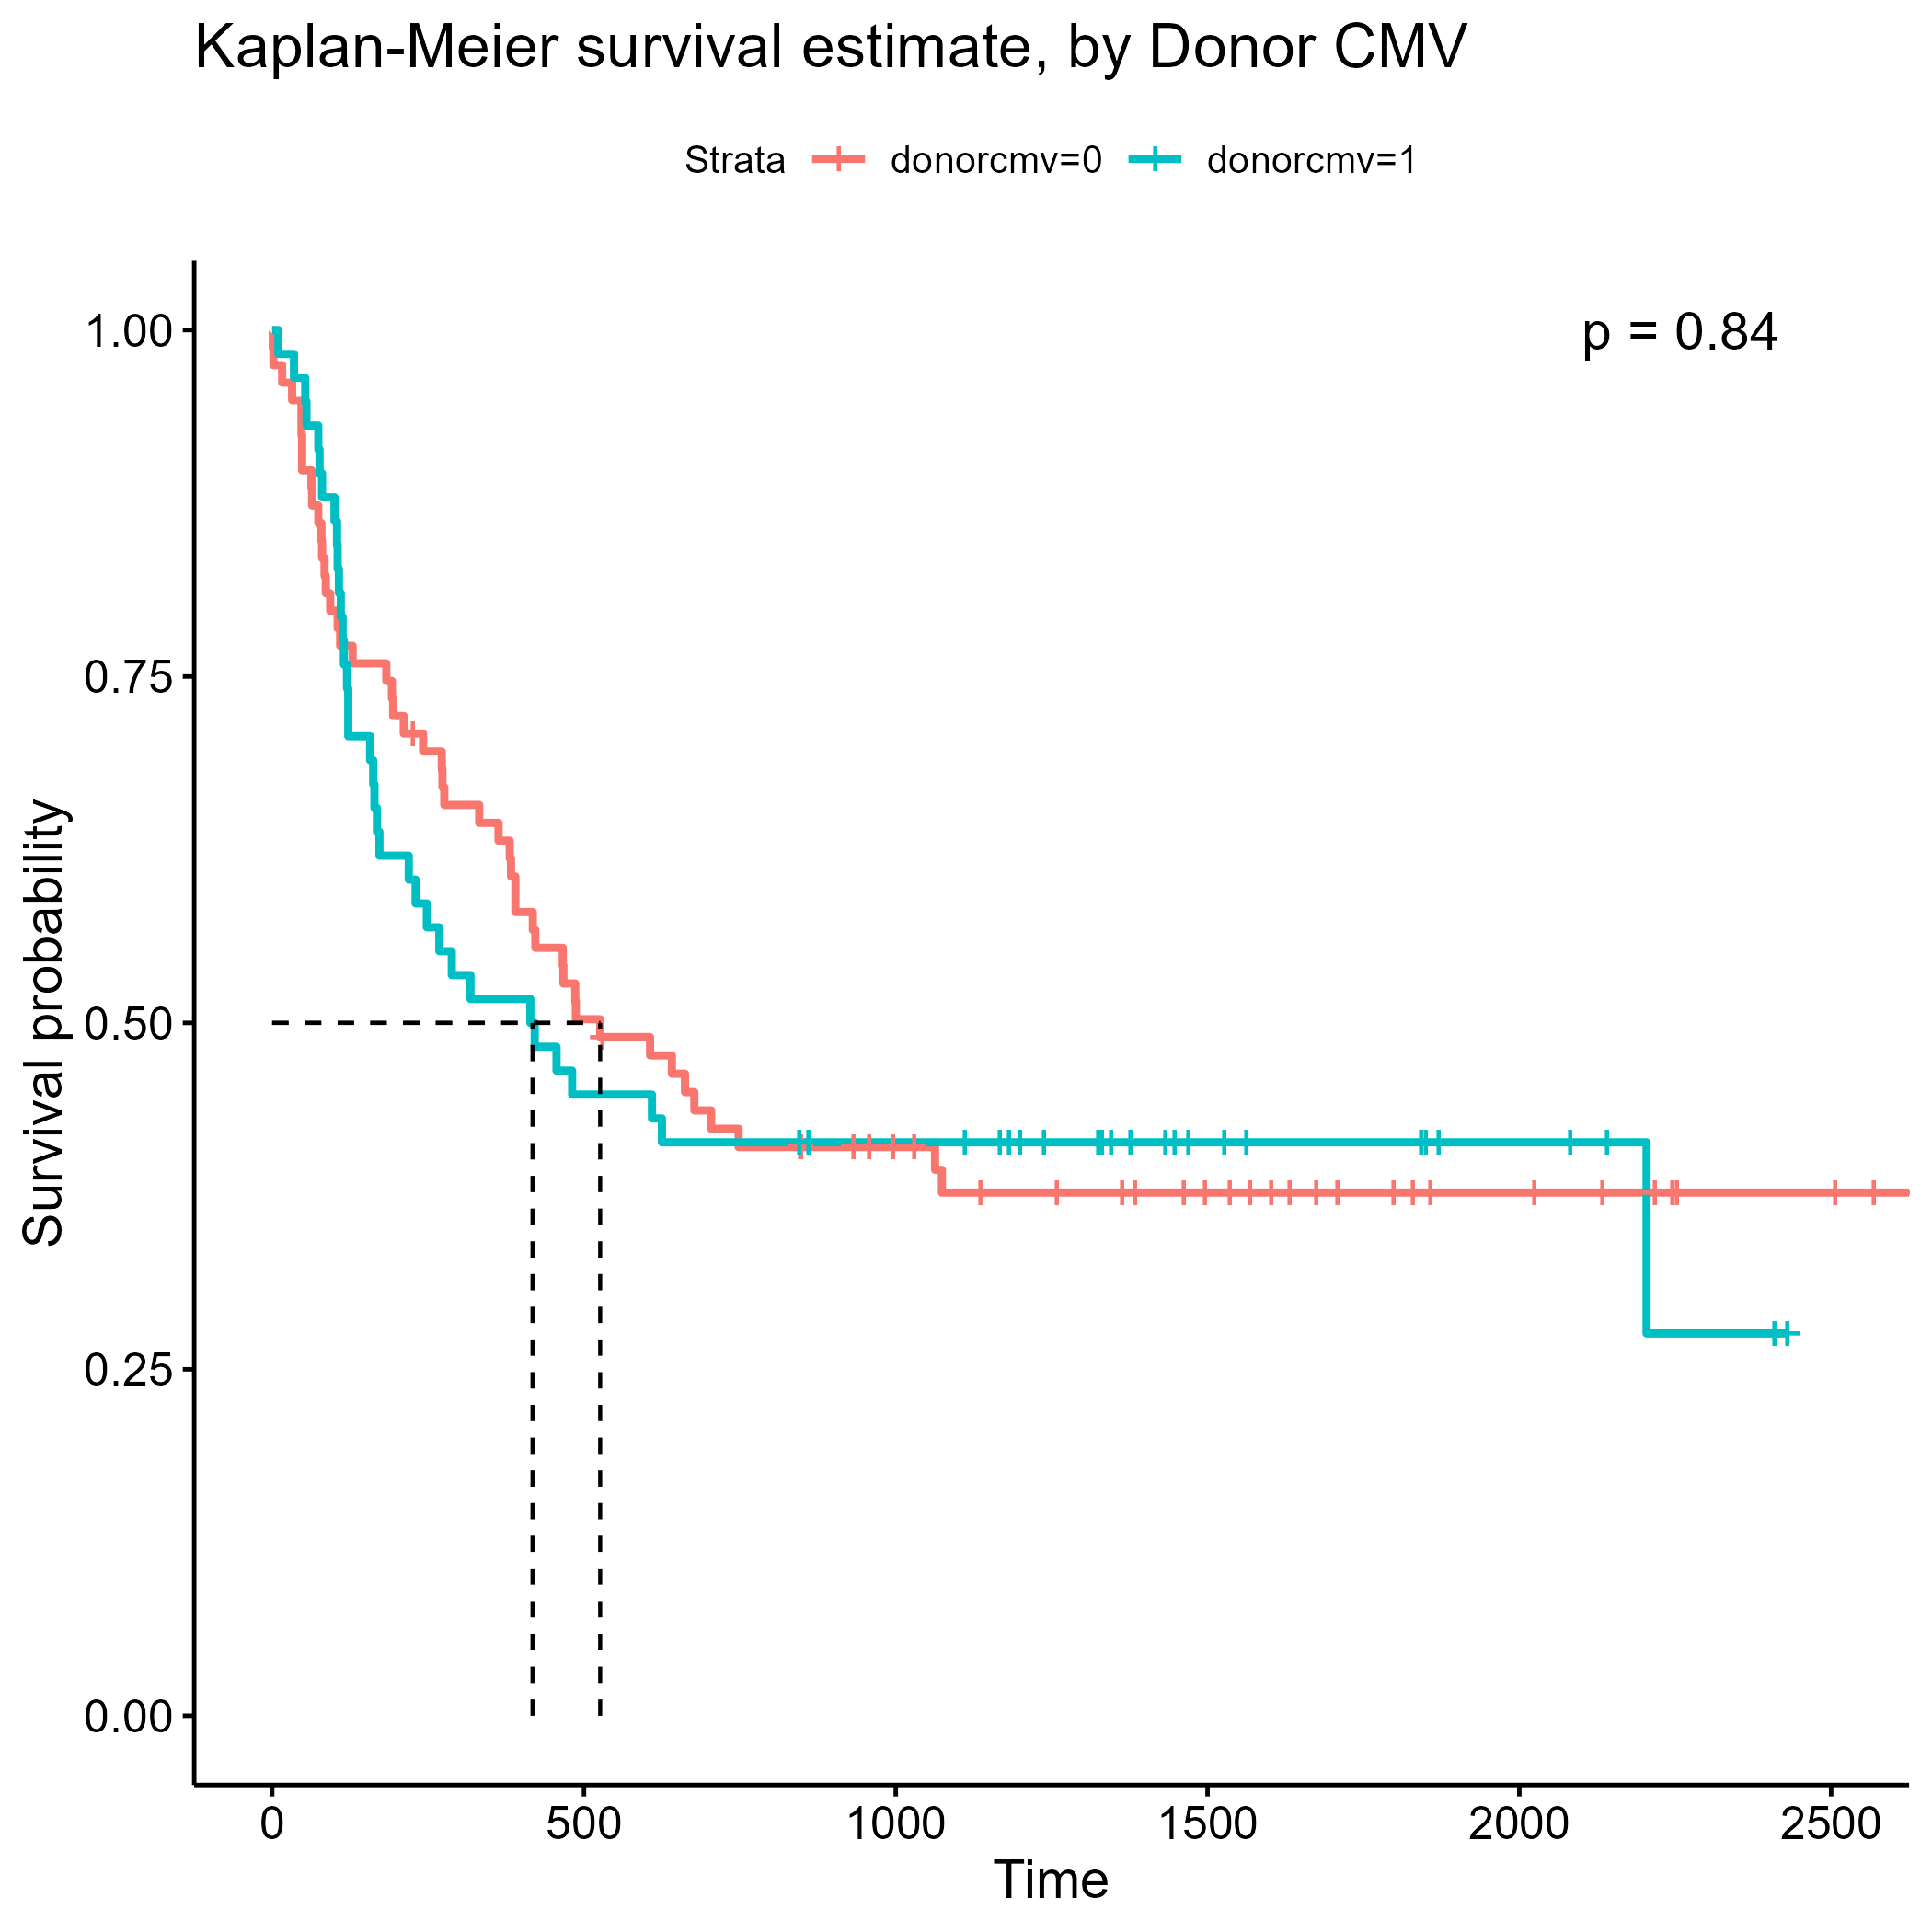 Kaplan-Meier survival estimate, by Donor CMV
Strata donorcmv=0 donorcmv=1
p = 0.84
1.00
0.75
0.50
0.25
0.00
Survival probability
0 500 1000 1500 2000 2500
Time